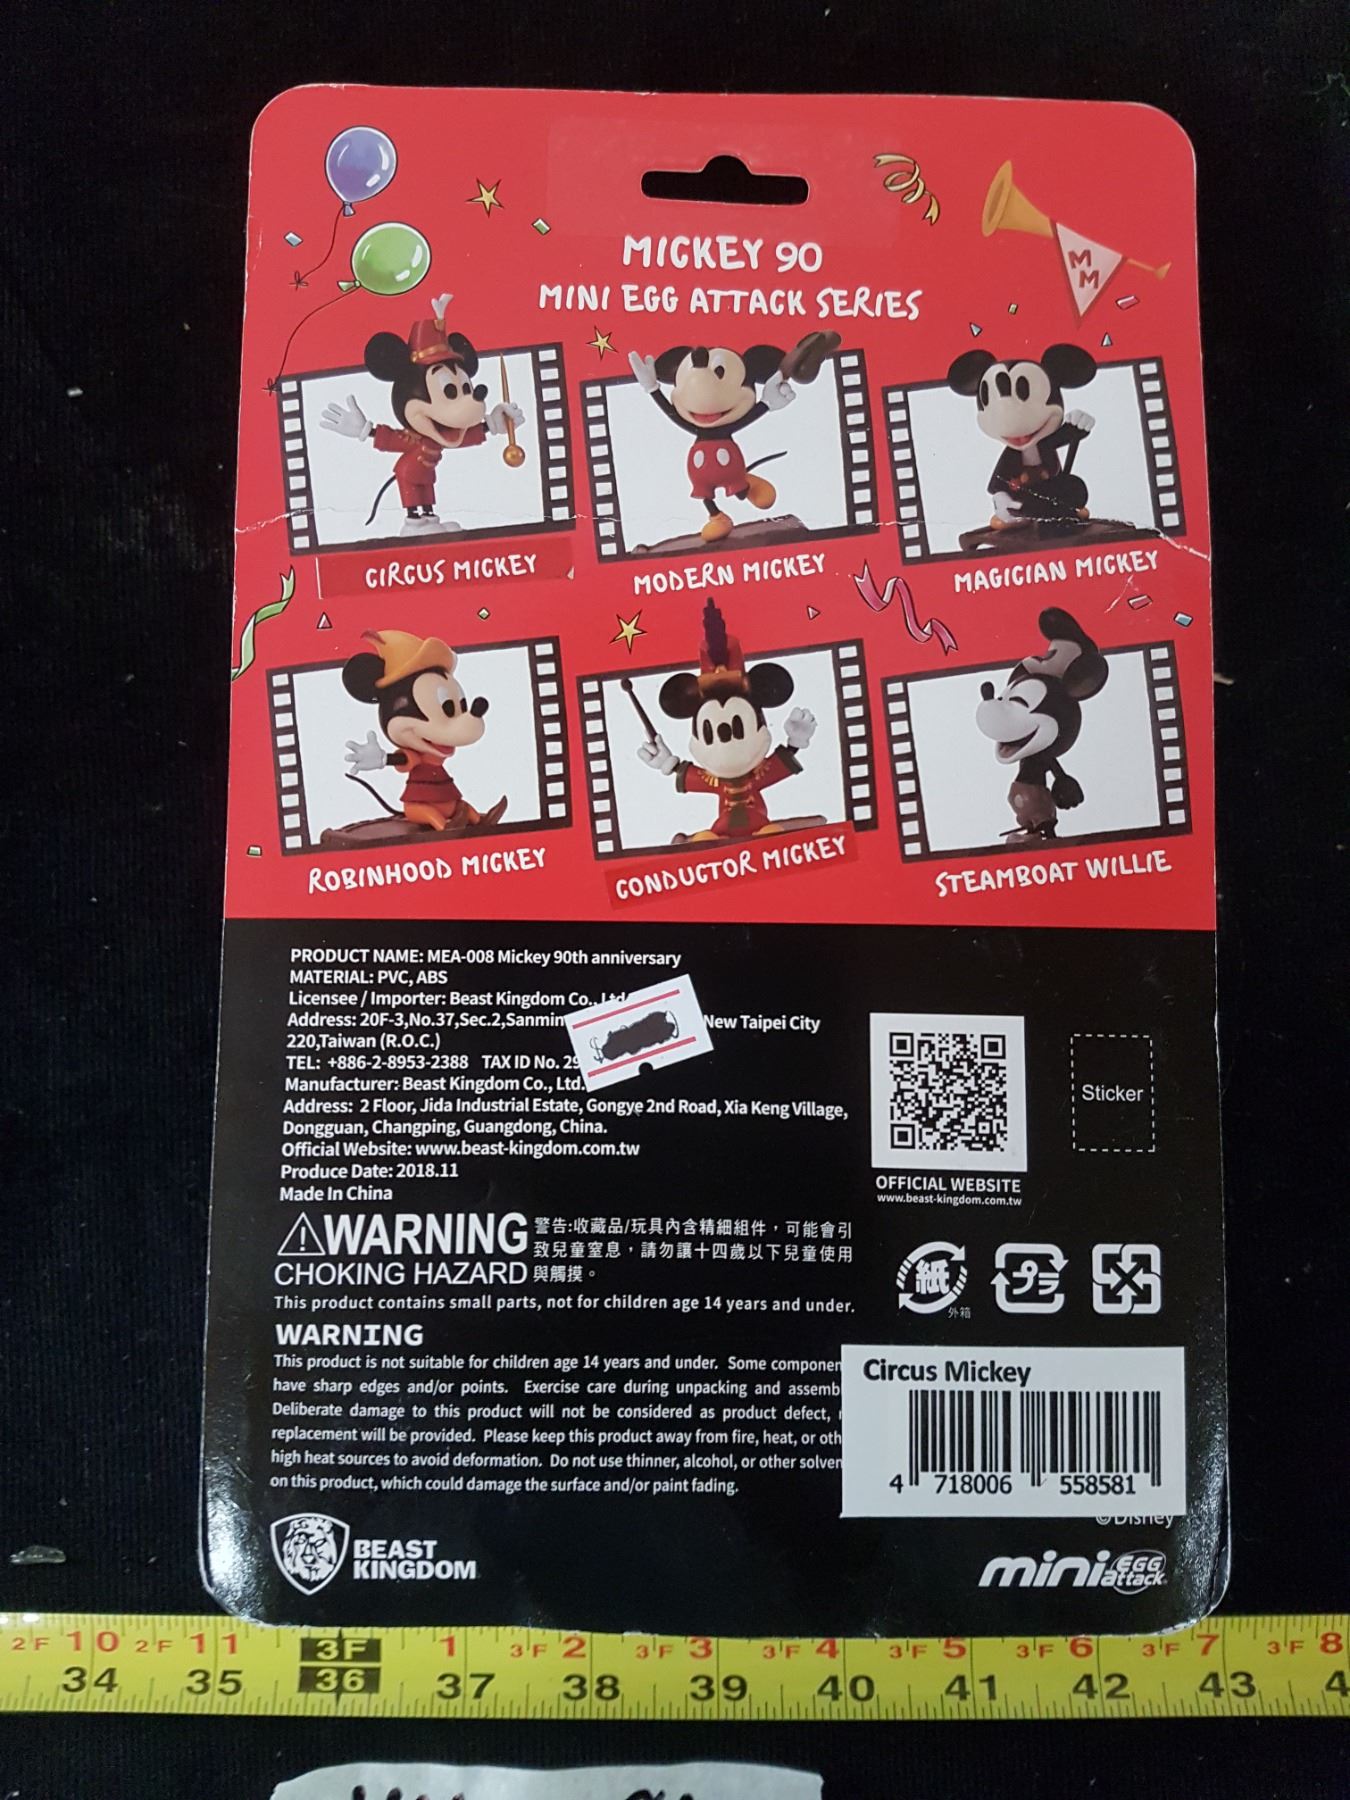 M
M
MICKEY 90
MINI EGG ATTACK SERIES
CIRCUS MICKEY
MODERN MICKEY
MAGICIAN MICKEY
ROBINHOOD MICKEY
CONDUCTOR MICKEY
STEAMBOAT WILLIE
PRODUCT NAME: MEA-008 Mickey 90th anniversary
MATERIAL: PVC, ABS
Licensee / Importer: Beast Kingdom Co., Ltd
Address: 20F-3,No.37,Sec.2, New Taipei City
220,Taiwan (R.O.C.)
TEL: +886-2-8953-2388 TAX ID No.
Manufacturer: Beast Kingdom Co., Ltd.
Address: 2 Floor, Jida Industrial Estate, Gongye 2nd Road, Xia Keng Village,
Dongguan, Changping, Guangdong, China.
Official Website: www.beast-kingdom.com.tw
Produce Date: 2018.11
Made In China
OFFICIAL WEBSITE
www.beast-kingdom.com.tw
Sticker
WARNING
CHOKING HAZARD
警告:收藏品/玩具內含精細組件，可能會引
致兒童窒息，請勿讓十四歲以下兒童使用
與觸摸。
This product contains small parts, not for children age 14 years and under.
紙
外箱
プラ
WARNING
This product is not suitable for children age 14 years and under. Some
have sharp edges and/or points. Exercise care during unpacking and
Deliberate damage to this product will not be considered as product defect,
replacement will be provided. Please keep this product away from fire, heat, or
high heat sources to avoid deformation. Do not use thinner, alcohol, or other
on this product, which could damage the surface and/or paint fading.
Circus Mickey
4 718006 558581
©Disney
BEAST
KINGDOM
mini EGG attack
2F 10 2F 11 3F 1 3F 2 3F 3 3F 4 3F 5 3F 6 3F 7 3F 8
34 35 36 37 38 39 40 41 42 43